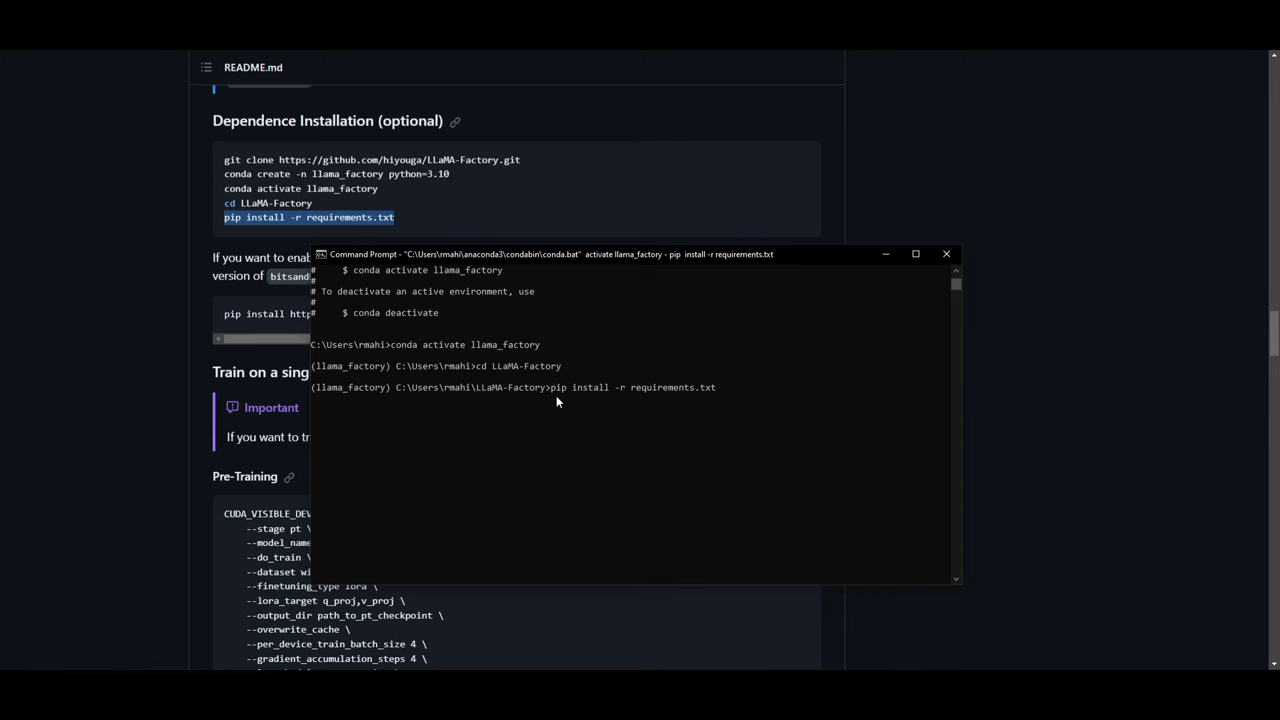 README.md
Dependence Installation (optional)
git clone https://github.com/hiyouga/LLaMA-Factory.git
conda create -n llama_factory python=3.10
conda activate llama_factory
cd LLaMA-Factory
pip install -r requirements.txt
If you want to enab
version of bitsand
pip install http
Train on a sing
Important
If you want to tr
Pre-Training
CUDA_VISIBLE_DEV
--stage pt \
--model_name
--do_train \
--dataset wi
--finetuning_type lora \
--lora_target q_proj,v_proj \
--output_dir path_to_pt_checkpoint \
--overwrite_cache \
--per_device_train_batch_size 4 \
--gradient_accumulation_steps 4 \
Command Prompt - "C:\Users\rmahi\anaconda3\condabin\conda.bat" activate llama_factory - pip install -r requirements.txt
# $ conda activate llama_factory
#
# To deactivate an active environment, use
#
# $ conda deactivate
C:\Users\rmahi>conda activate llama_factory
(llama_factory) C:\Users\rmahi>cd LLaMA-Factory
(llama_factory) C:\Users\rmahi\LLaMA-Factory>pip install -r requirements.txt